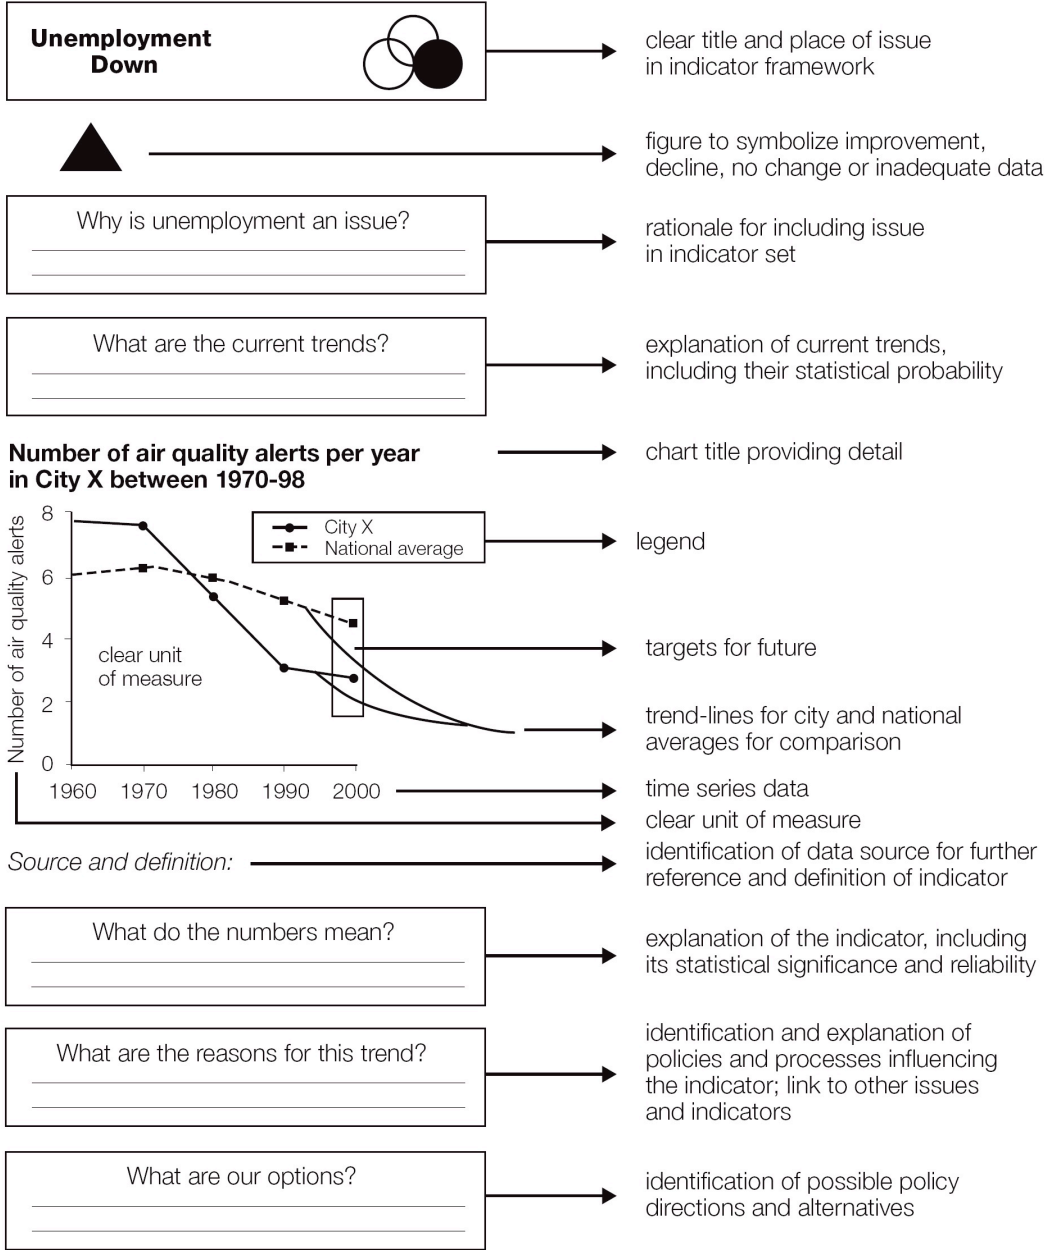 Unemployment
Down
clear title and place of issue
in indicator framework
figure to symbolize improvement,
decline, no change or inadequate data
Why is unemployment an issue?
rationale for including issue
in indicator set
What are the current trends?
explanation of current trends,
including their statistical probability
Number of air quality alerts per year
in City X between 1970-98
chart title providing detail
Number of air quality alerts
8
6
4
2
0
City X
National average
legend
clear unit
of measure
targets for future
trend-lines for city and national
averages for comparison
1960 1970 1980 1990 2000
time series data
clear unit of measure
Source and definition:
identification of data source for further
reference and definition of indicator
What do the numbers mean?
explanation of the indicator, including
its statistical significance and reliability
What are the reasons for this trend?
identification and explanation of
policies and processes influencing
the indicator; link to other issues
and indicators
What are our options?
identification of possible policy
directions and alternatives